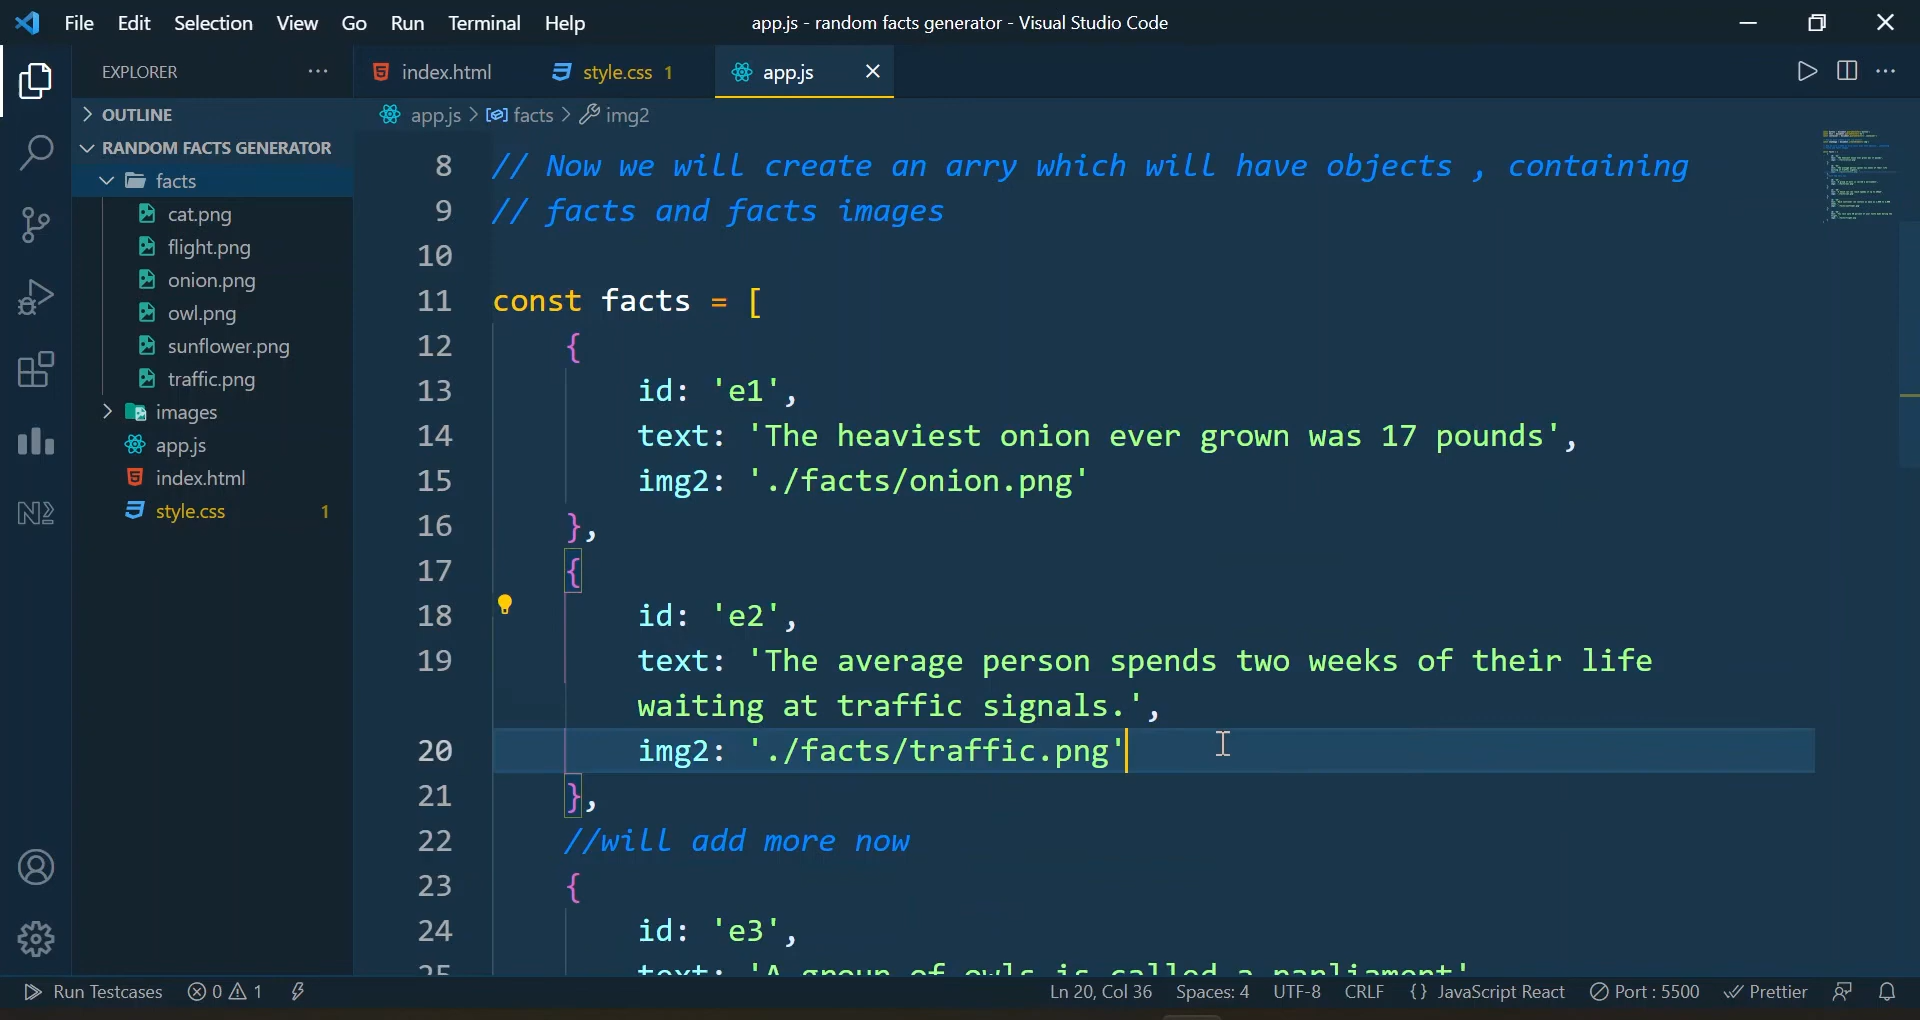 File Edit Selection View Go Run Terminal Help
app.js - random facts generator - Visual Studio Code
EXPLORER
OUTLINE
RANDOM FACTS GENERATOR
facts
cat.png
flight.png
onion.png
owl.png
sunflower.png
traffic.png
images
app.js
index.html
style.css 1
index.html style.css 1 app.js
app.js > facts > img2
8 // Now we will create an arry which will have objects , containing
9 // facts and facts images
10
11 const facts = [
12 {
13 id: 'e1',
14 text: 'The heaviest onion ever grown was 17 pounds',
15 img2: './facts/onion.png'
16 },
17 {
18 id: 'e2',
19 text: 'The average person spends two weeks of their life
waiting at traffic signals.',
20 img2: './facts/traffic.png'
21 },
22 //will add more now
23 {
24 id: 'e3',
25 text: 'A group of owls is called a parliament'
Run Testcases 0 1 Ln 20, Col 36 Spaces: 4 UTF-8 CRLF {} JavaScript React Port : 5500 Prettier